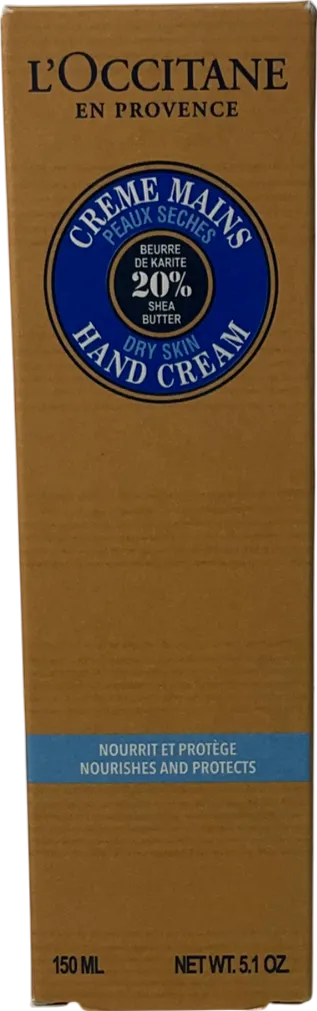 L'OCCITANE
EN PROVENCE
CREME MAINS
PEAUX SECHES
BEURRE
DE KARITE
20%
SHEA
BUTTER
DRY SKIN
HAND CREAM
NOURRIT ET PROTÈGE
NOURISHES AND PROTECTS
150 ML NET WT. 5.1 OZ.